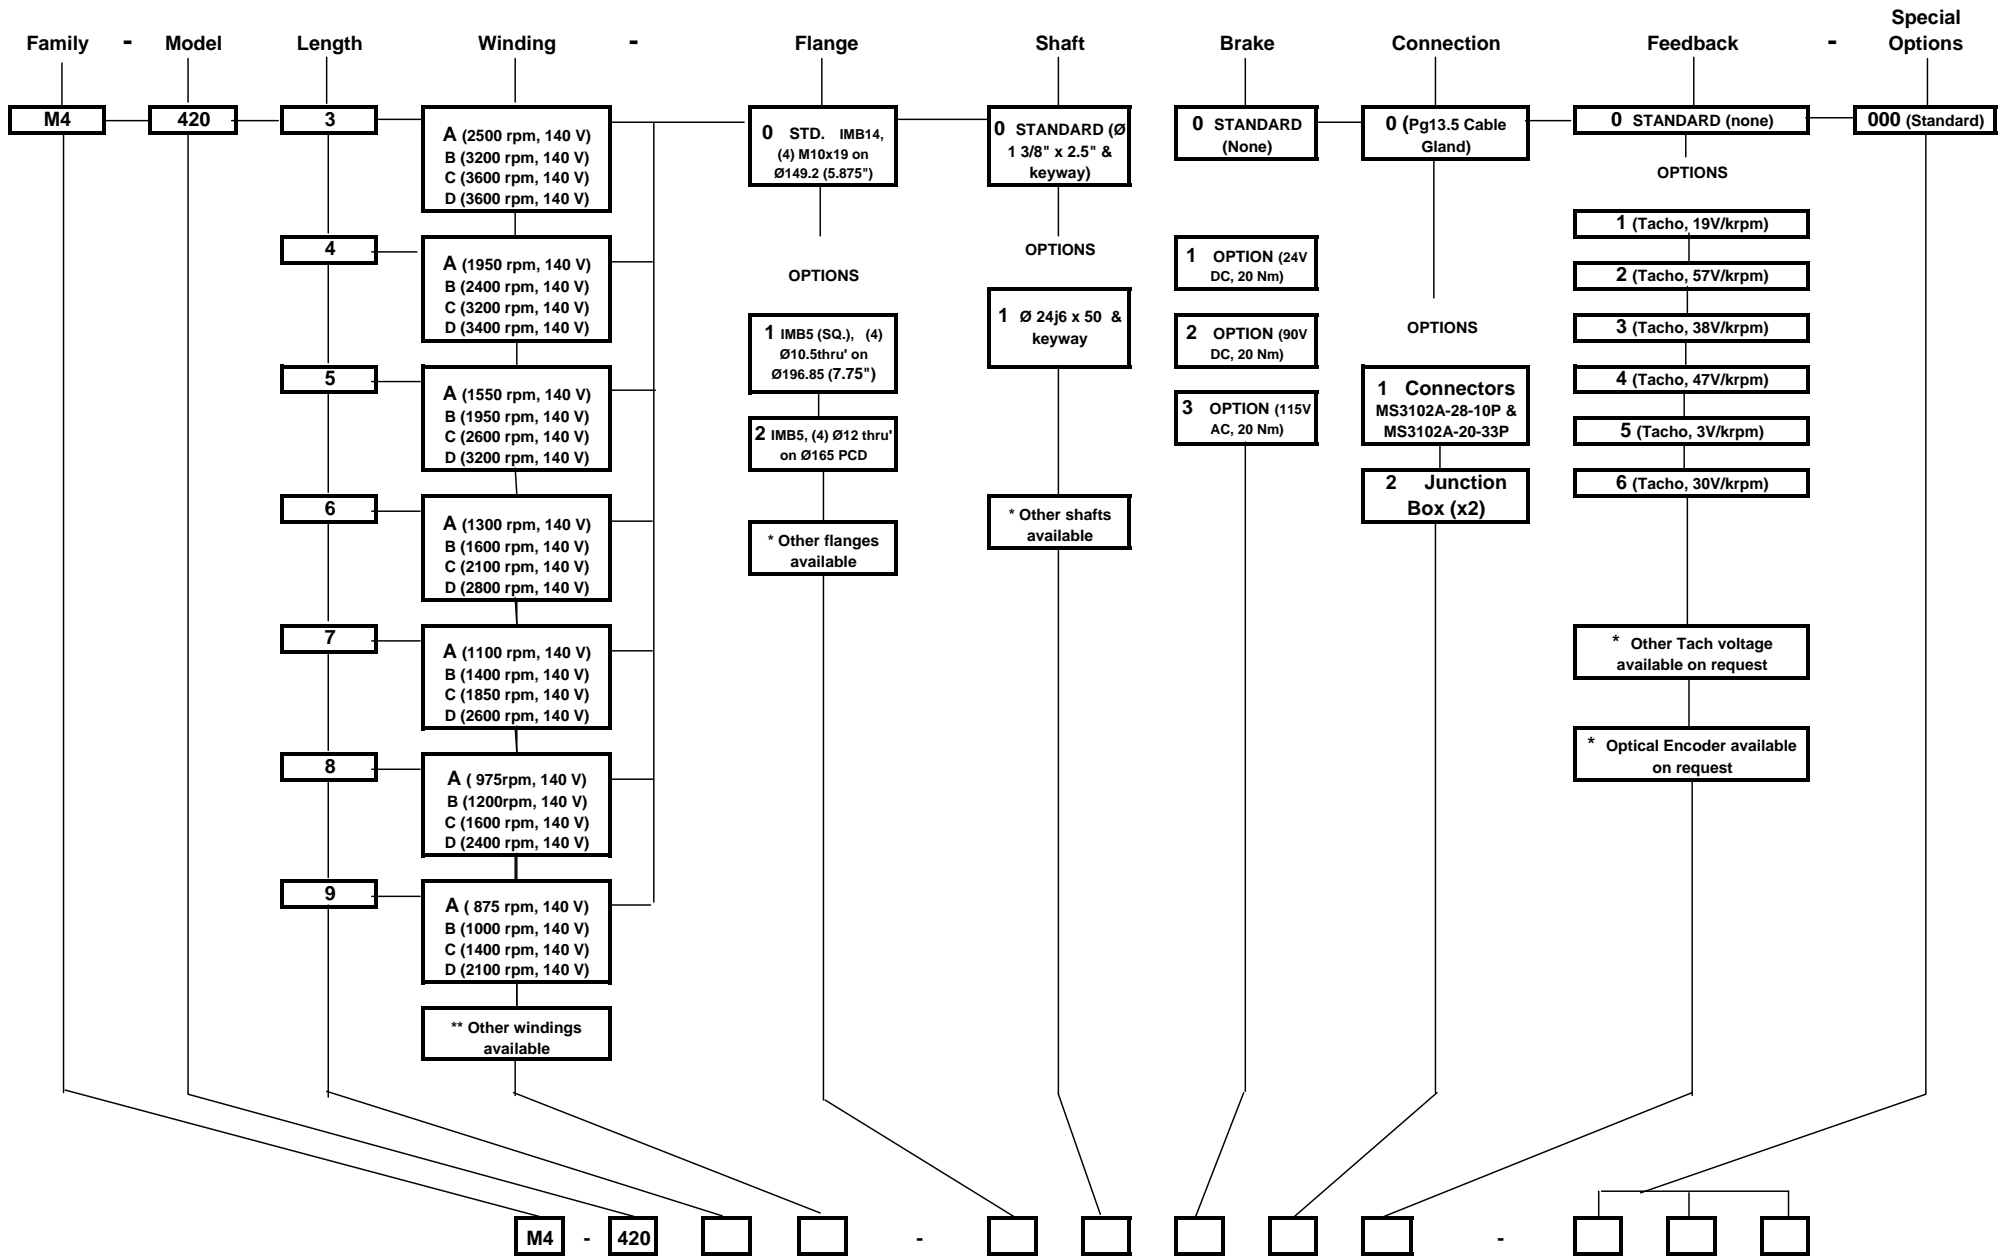 Family - Model Length Winding - Flange Shaft Brake Connection Feedback - Special
Options
M4 420 3
A (2500 rpm, 140 V)
B (3200 rpm, 140 V)
C (3600 rpm, 140 V)
D (3600 rpm, 140 V)
4
A (1950 rpm, 140 V)
B (2400 rpm, 140 V)
C (3200 rpm, 140 V)
D (3400 rpm, 140 V)
5
A (1550 rpm, 140 V)
B (1950 rpm, 140 V)
C (2600 rpm, 140 V)
D (3200 rpm, 140 V)
6
A (1300 rpm, 140 V)
B (1600 rpm, 140 V)
C (2100 rpm, 140 V)
D (2800 rpm, 140 V)
7
A (1100 rpm, 140 V)
B (1400 rpm, 140 V)
C (1850 rpm, 140 V)
D (2600 rpm, 140 V)
8
A ( 975rpm, 140 V)
B (1200rpm, 140 V)
C (1600 rpm, 140 V)
D (2400 rpm, 140 V)
9
A ( 875 rpm, 140 V)
B (1000 rpm, 140 V)
C (1400 rpm, 140 V)
D (2100 rpm, 140 V)
** Other windings
available
0 STD. IMB14,
(4) M10x19 on
Ø149.2 (5.875")
OPTIONS
1 IMB5 (SQ.), (4)
Ø10.5thru' on
Ø196.85 (7.75")
2 IMB5, (4) Ø12 thru'
on Ø165 PCD
* Other flanges
available
0 STANDARD (Ø
1 3/8" x 2.5" &
keyway)
OPTIONS
1 Ø 24j6 x 50 &
keyway
* Other shafts
available
0 STANDARD
(None)
1 OPTION (24V
DC, 20 Nm)
2 OPTION (90V
DC, 20 Nm)
3 OPTION (115V
AC, 20 Nm)
0 (Pg13.5 Cable
Gland)
OPTIONS
1 Connectors
MS3102A-28-10P &
MS3102A-20-33P
2 Junction
Box (x2)
0 STANDARD (none)
OPTIONS
1 (Tacho, 19V/krpm)
2 (Tacho, 57V/krpm)
3 (Tacho, 38V/krpm)
4 (Tacho, 47V/krpm)
5 (Tacho, 3V/krpm)
6 (Tacho, 30V/krpm)
* Other Tach voltage
available on request
* Optical Encoder available
on request
000 (Standard)
M4 - 420 - -